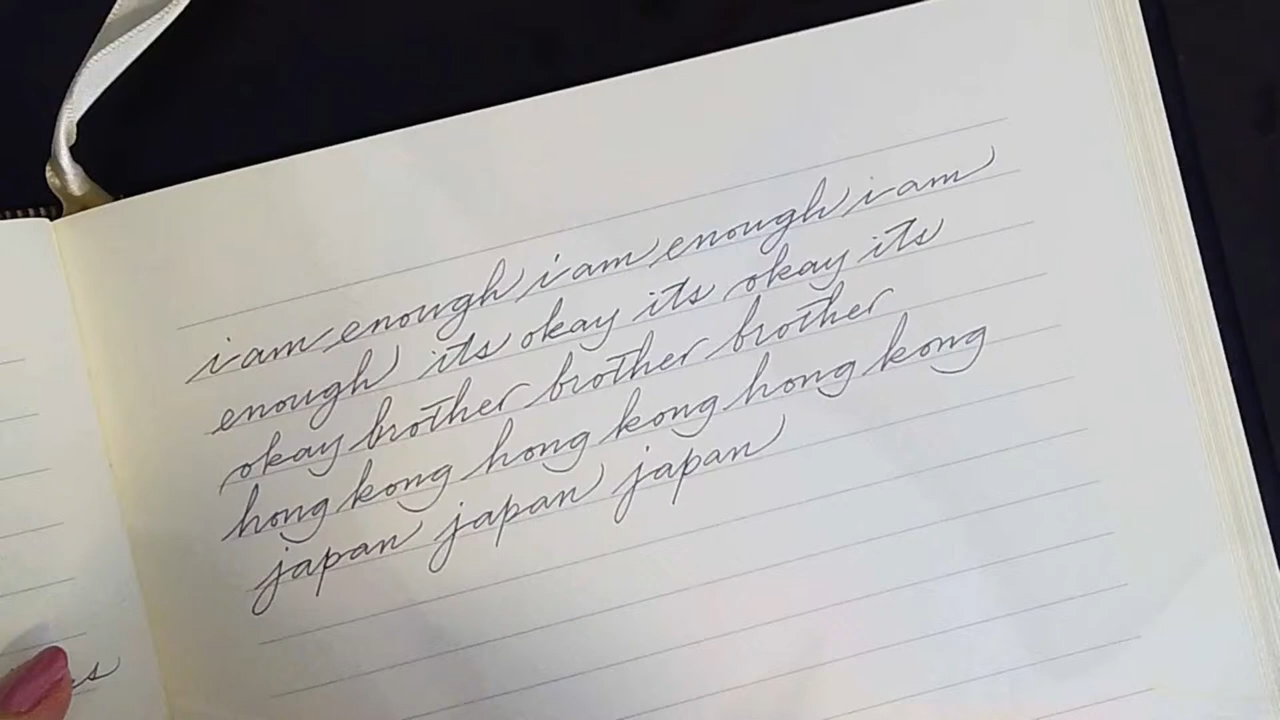 i am enough i am enough i am
enough its okay its okay its
okay brother brother brother
hong kong hong kong hong kong
japan japan japan